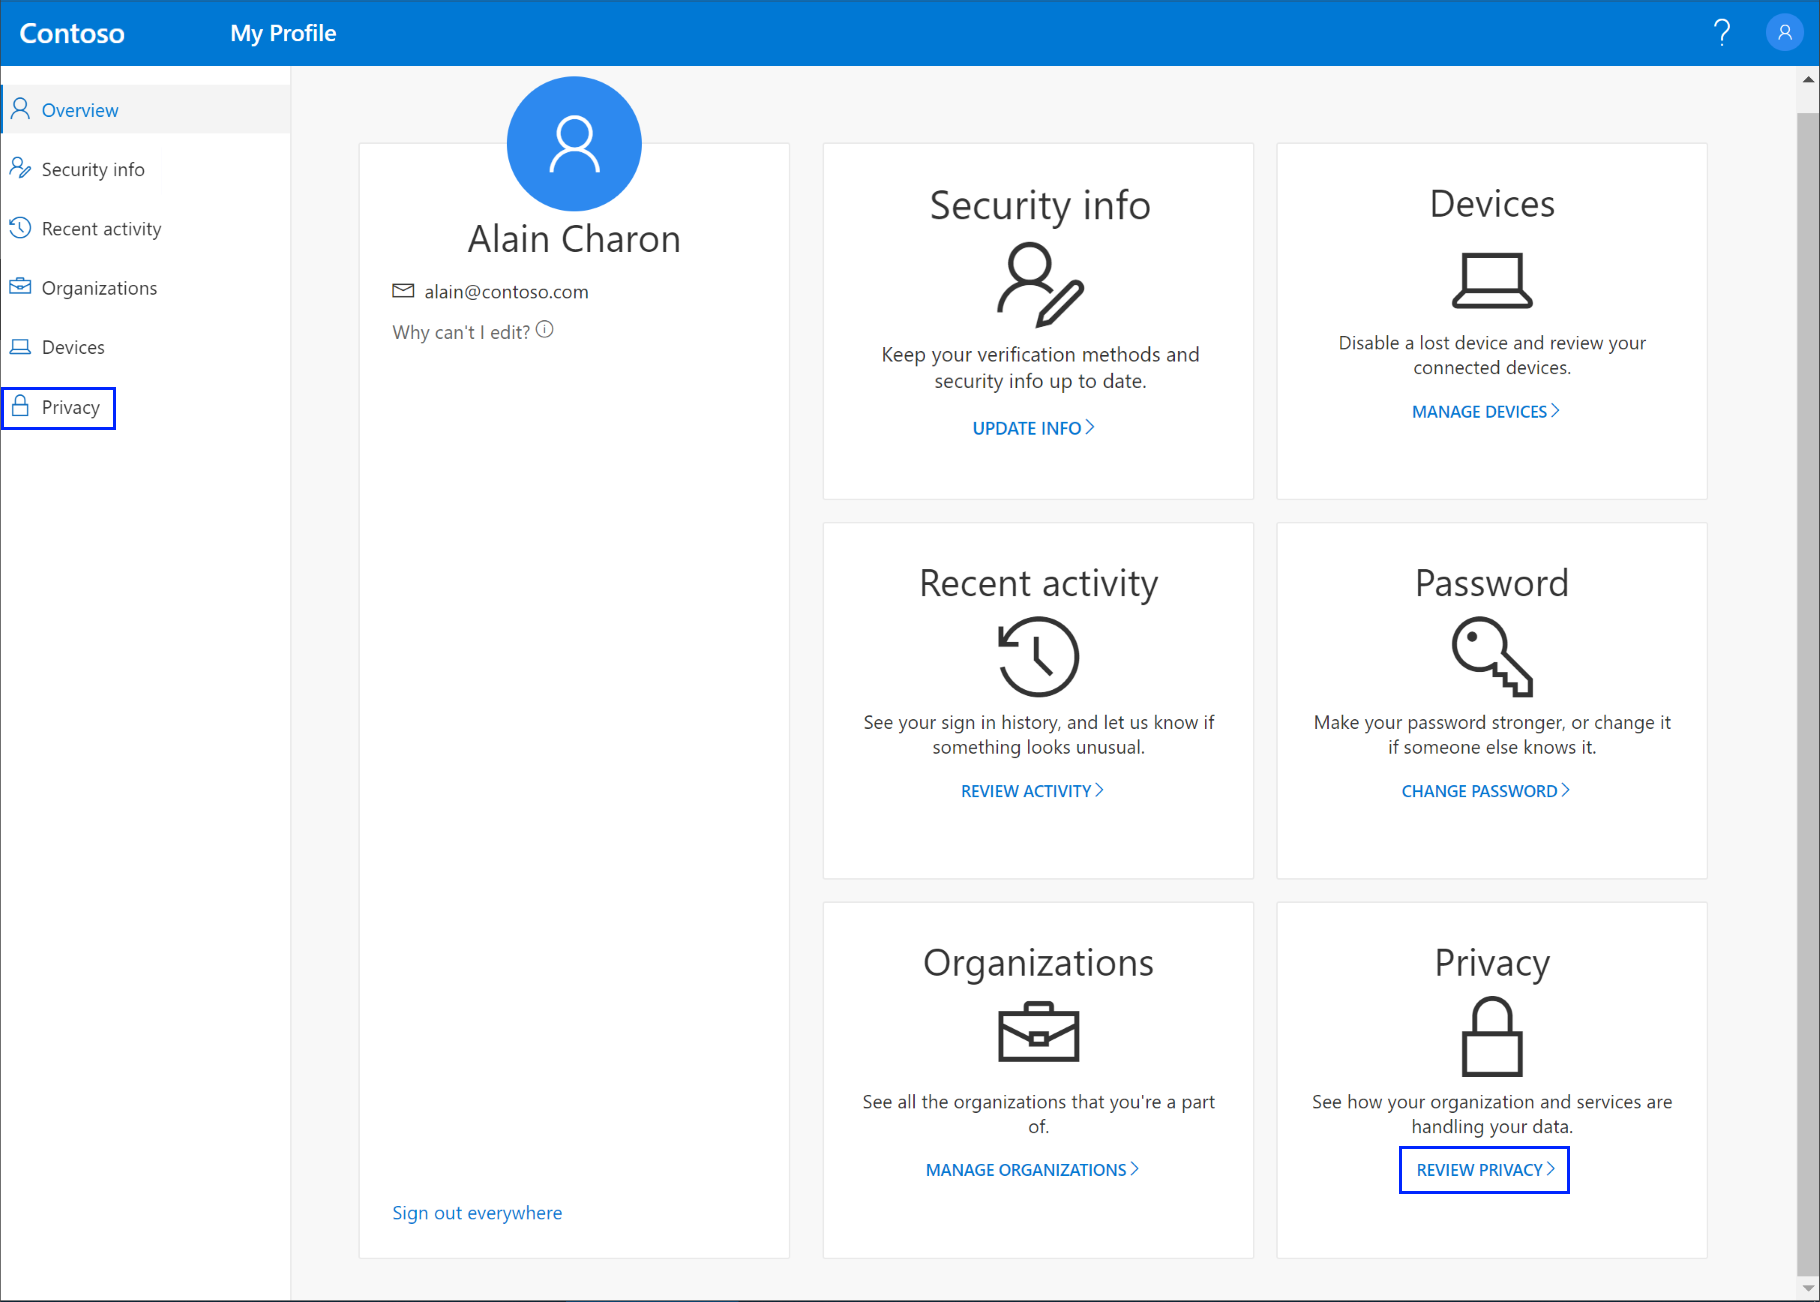 Contoso
My Profile
?
Overview
Security info
Recent activity
Organizations
Devices
Privacy
Alain Charon
alain@contoso.com
Why can't I edit?
Sign out everywhere
Security info
Keep your verification methods and
security info up to date.
UPDATE INFO
Devices
Disable a lost device and review your
connected devices.
MANAGE DEVICES
Recent activity
See your sign in history, and let us know if
something looks unusual.
REVIEW ACTIVITY
Password
Make your password stronger, or change it
if someone else knows it.
CHANGE PASSWORD
Organizations
See all the organizations that you're a part
of.
MANAGE ORGANIZATIONS
Privacy
See how your organization and services are
handling your data.
REVIEW PRIVACY